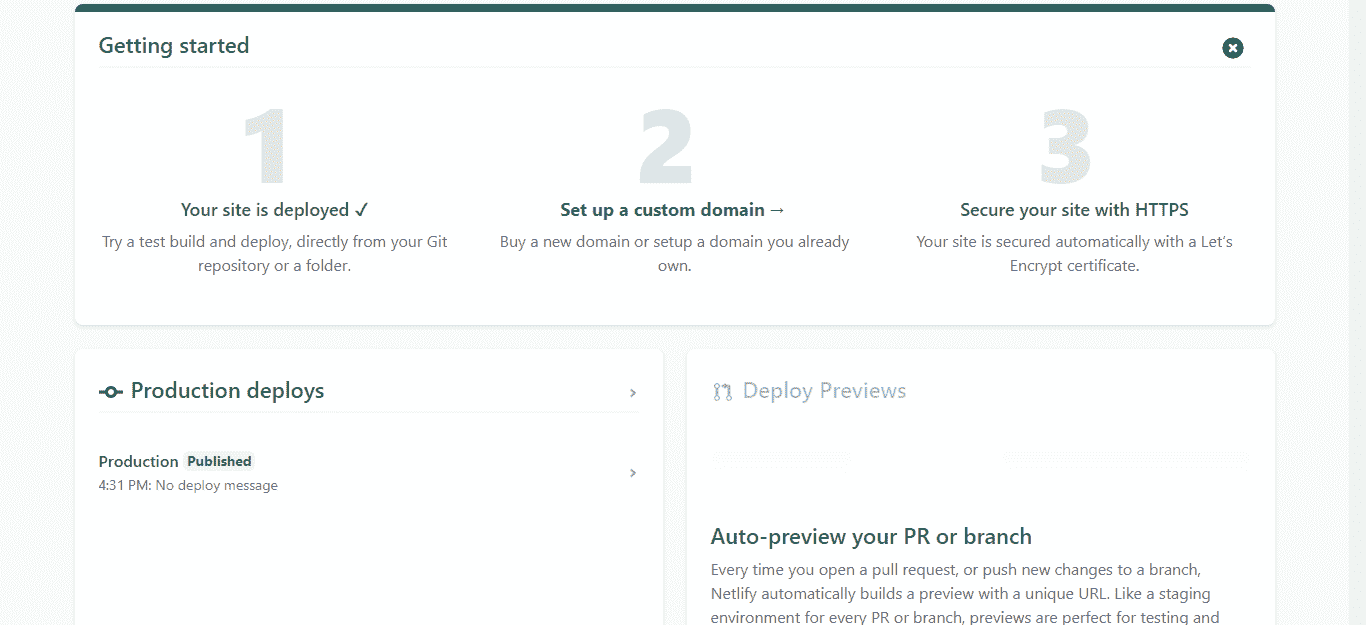 Getting started
1
2
3
Your site is deployed ✓
Try a test build and deploy, directly from your Git
repository or a folder.
Set up a custom domain →
Buy a new domain or setup a domain you already
own.
Secure your site with HTTPS
Your site is secured automatically with a Let’s
Encrypt certificate.
Production deploys
Production Published
4:31 PM: No deploy message
Deploy Previews
Auto-preview your PR or branch
Every time you open a pull request, or push new changes to a branch,
Netlify automatically builds a preview with a unique URL. Like a staging
environment for every PR or branch, previews are perfect for testing and